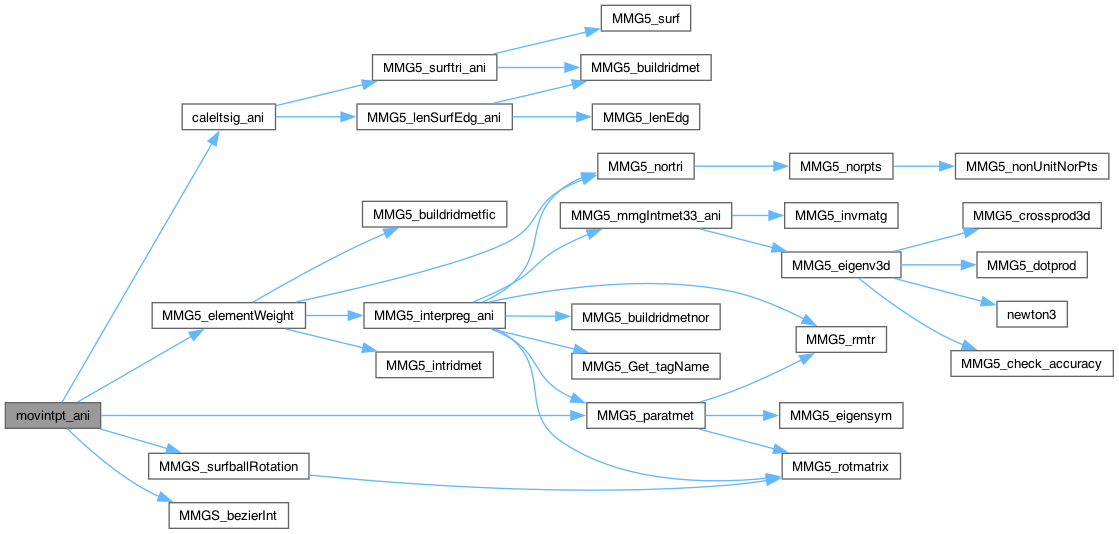 MMG5_surf
MMG5_surftri_ani
MMG5_buildridmet
caleltsig_ani
MMG5_lenSurfEdg_ani
MMG5_lenEdg
MMG5_nortri
MMG5_norpts
MMG5_nonUnitNorPts
MMG5_buildridmetfic
MMG5_mmgIntmet33_ani
MMG5_invmatg
MMG5_crossprod3d
MMG5_eigenv3d
MMG5_dotprod
MMG5_elementWeight
MMG5_interpreg_ani
MMG5_buildridmetnor
newton3
MMG5_rmtr
MMG5_intridmet
MMG5_Get_tagName
MMG5_check_accuracy
movintpt_ani
MMG5_paratmet
MMG5_eigensym
MMGS_surfballRotation
MMG5_rotmatrix
MMGS_bezierInt